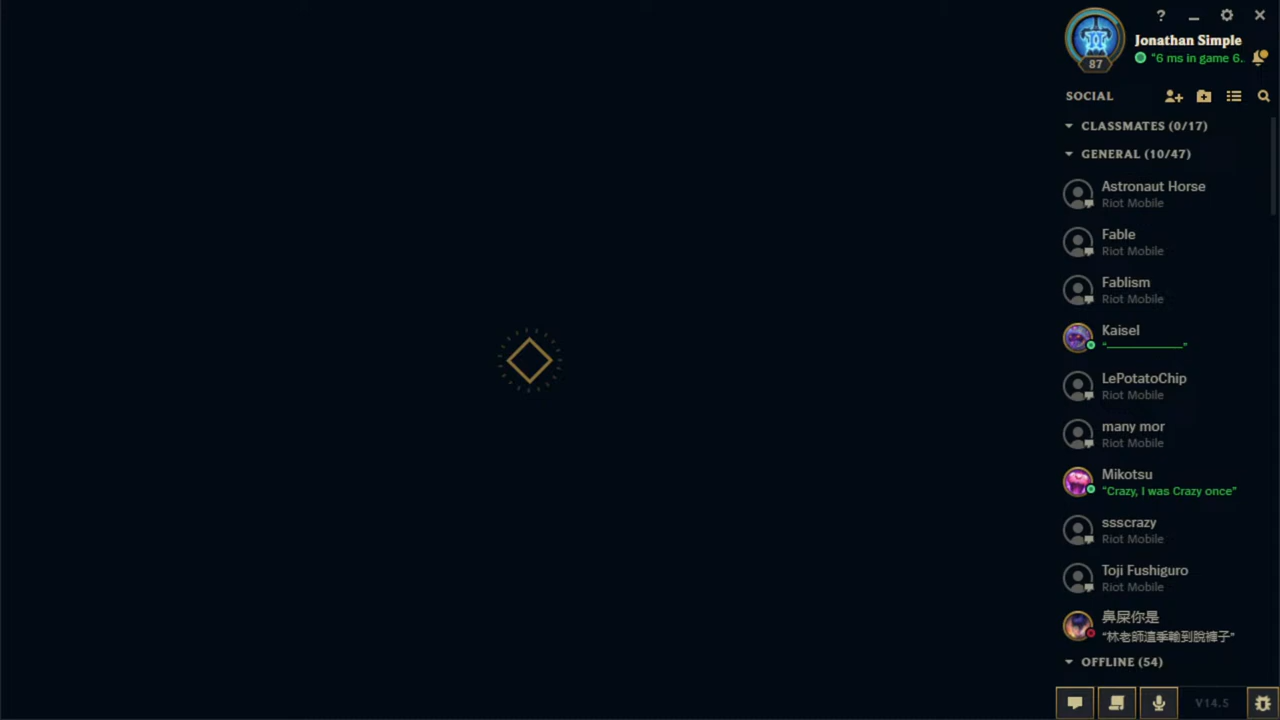 ?
Jonathan Simple
87
"6 ms in game 6..
SOCIAL
CLASSMATES (0/17)
GENERAL (10/47)
Astronaut Horse
Riot Mobile
Fable
Riot Mobile
Fablism
Riot Mobile
Kaisel
"______________"
LePotatoChip
Riot Mobile
many mor
Riot Mobile
Mikotsu
"Crazy, I was Crazy once"
ssscrazy
Riot Mobile
Toji Fushiguro
Riot Mobile
鼻屎你是
"林老師這季輸到脫褲子"
OFFLINE (54)
V14.5